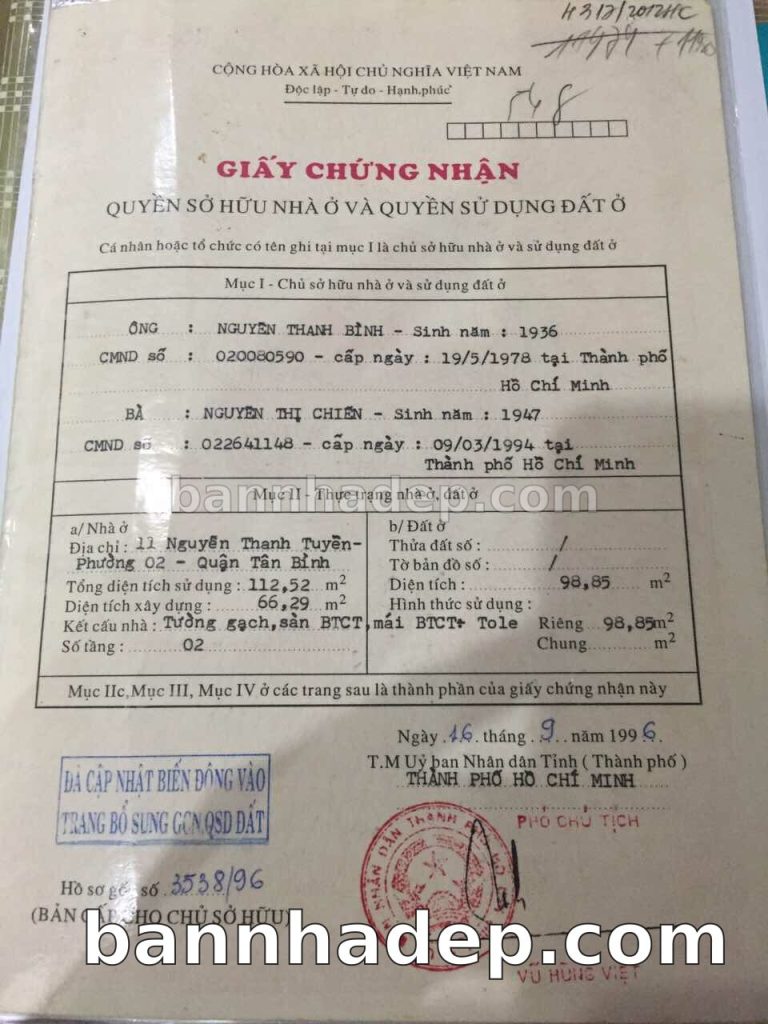 4312/2012HC
11474 +
CỘNG HÒA XÃ HỘI CHỦ NGHĨA VIỆT NAM
Độc lập - Tự do - Hạnh phúc
548
GIẤY CHỨNG NHẬN
QUYỀN SỞ HỮU NHÀ Ở VÀ QUYỀN SỬ DỤNG ĐẤT Ở
Cá nhân hoặc tổ chức có tên ghi tại mục I là chủ sở hữu nhà ở và sử dụng đất ở
Mục I - Chủ sở hữu nhà ở và sử dụng đất ở
ÔNG : NGUYỄN THANH BÌNH - Sinh năm : 1936
CMND số : 020080590 - cấp ngày : 19/5/1978 tại Thành phố
Hồ Chí Minh
BÀ : NGUYỄN THỊ CHIẾN - Sinh năm : 1947
CMND số : 022641148 - cấp ngày : 09/03/1994 tại
Thành phố Hồ Chí Minh
bannhadep.com
Mục II - Thực trạng nhà ở, đất ở
a/ Nhà ở
Địa chỉ : 11 Nguyễn Thanh Tuyền-
Phường 02 - Quận Tân Bình
Tổng diện tích sử dụng : 112,52 m2
Diện tích xây dựng : 66,29 m2
Kết cấu nhà : Tường gạch, sàn BTCT, mái BTCT+ Tole
Số tầng : 02
b/ Đất ở
Thửa đất số : /
Tờ bản đồ số : /
Diện tích : 98,85 m2
Hình thức sử dụng :
Riêng 98,85m2
Chung m2
Mục IIc, Mục III, Mục IV ở các trang sau là thành phần của giấy chứng nhận này
Ngày 16 tháng 9 năm 1996
T.M Uỷ ban Nhân dân Tỉnh ( Thành phố )
THÀNH PHỐ HỒ CHÍ MINH
PHÓ CHỦ TỊCH
ĐÃ CẬP NHẬT BIẾN ĐỘNG VÀO
TRANG BỔ SUNG GCN QSD ĐẤT
Hồ sơ gốc số 3538/96
(BẢN CẤP CHO CHỦ SỞ HỮU)
bannhadep.com
VŨ HÙNG VIỆT